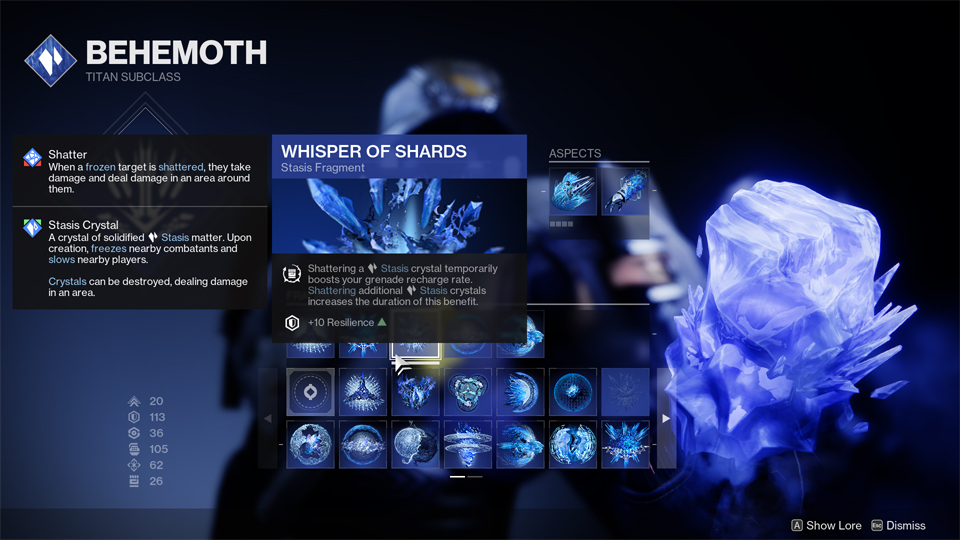 BEHEMOTH
TITAN SUBCLASS
Shatter
When a frozen target is shattered, they take
damage and deal damage in an area around
them.
Stasis Crystal
A crystal of solidified Stasis matter. Upon
creation, freezes nearby combatants and
slows nearby players.
Crystals can be destroyed, dealing damage
in an area.
WHISPER OF SHARDS
Stasis Fragment
Shattering a Stasis crystal temporarily
boosts your grenade recharge rate.
Shattering additional Stasis crystals
increases the duration of this benefit.
+10 Resilience
ASPECTS
20
113
36
105
62
26
A Show Lore Esc Dismiss